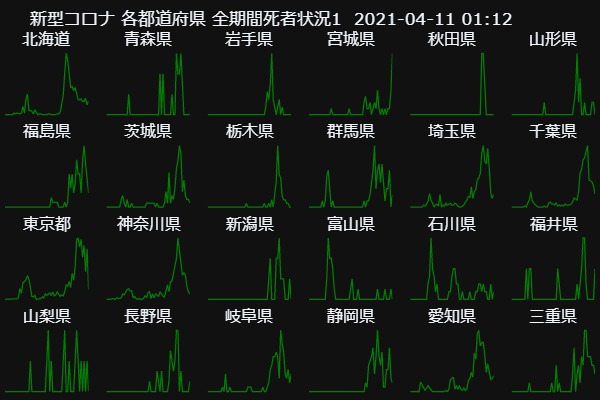 新型コロナ 各都道府県 全期間死者状況1 2021-04-11 01:12
北海道 青森県 岩手県 宮城県 秋田県 山形県
福島県 茨城県 栃木県 群馬県 埼玉県 千葉県
東京都 神奈川県 新潟県 富山県 石川県 福井県
山梨県 長野県 岐阜県 静岡県 愛知県 三重県